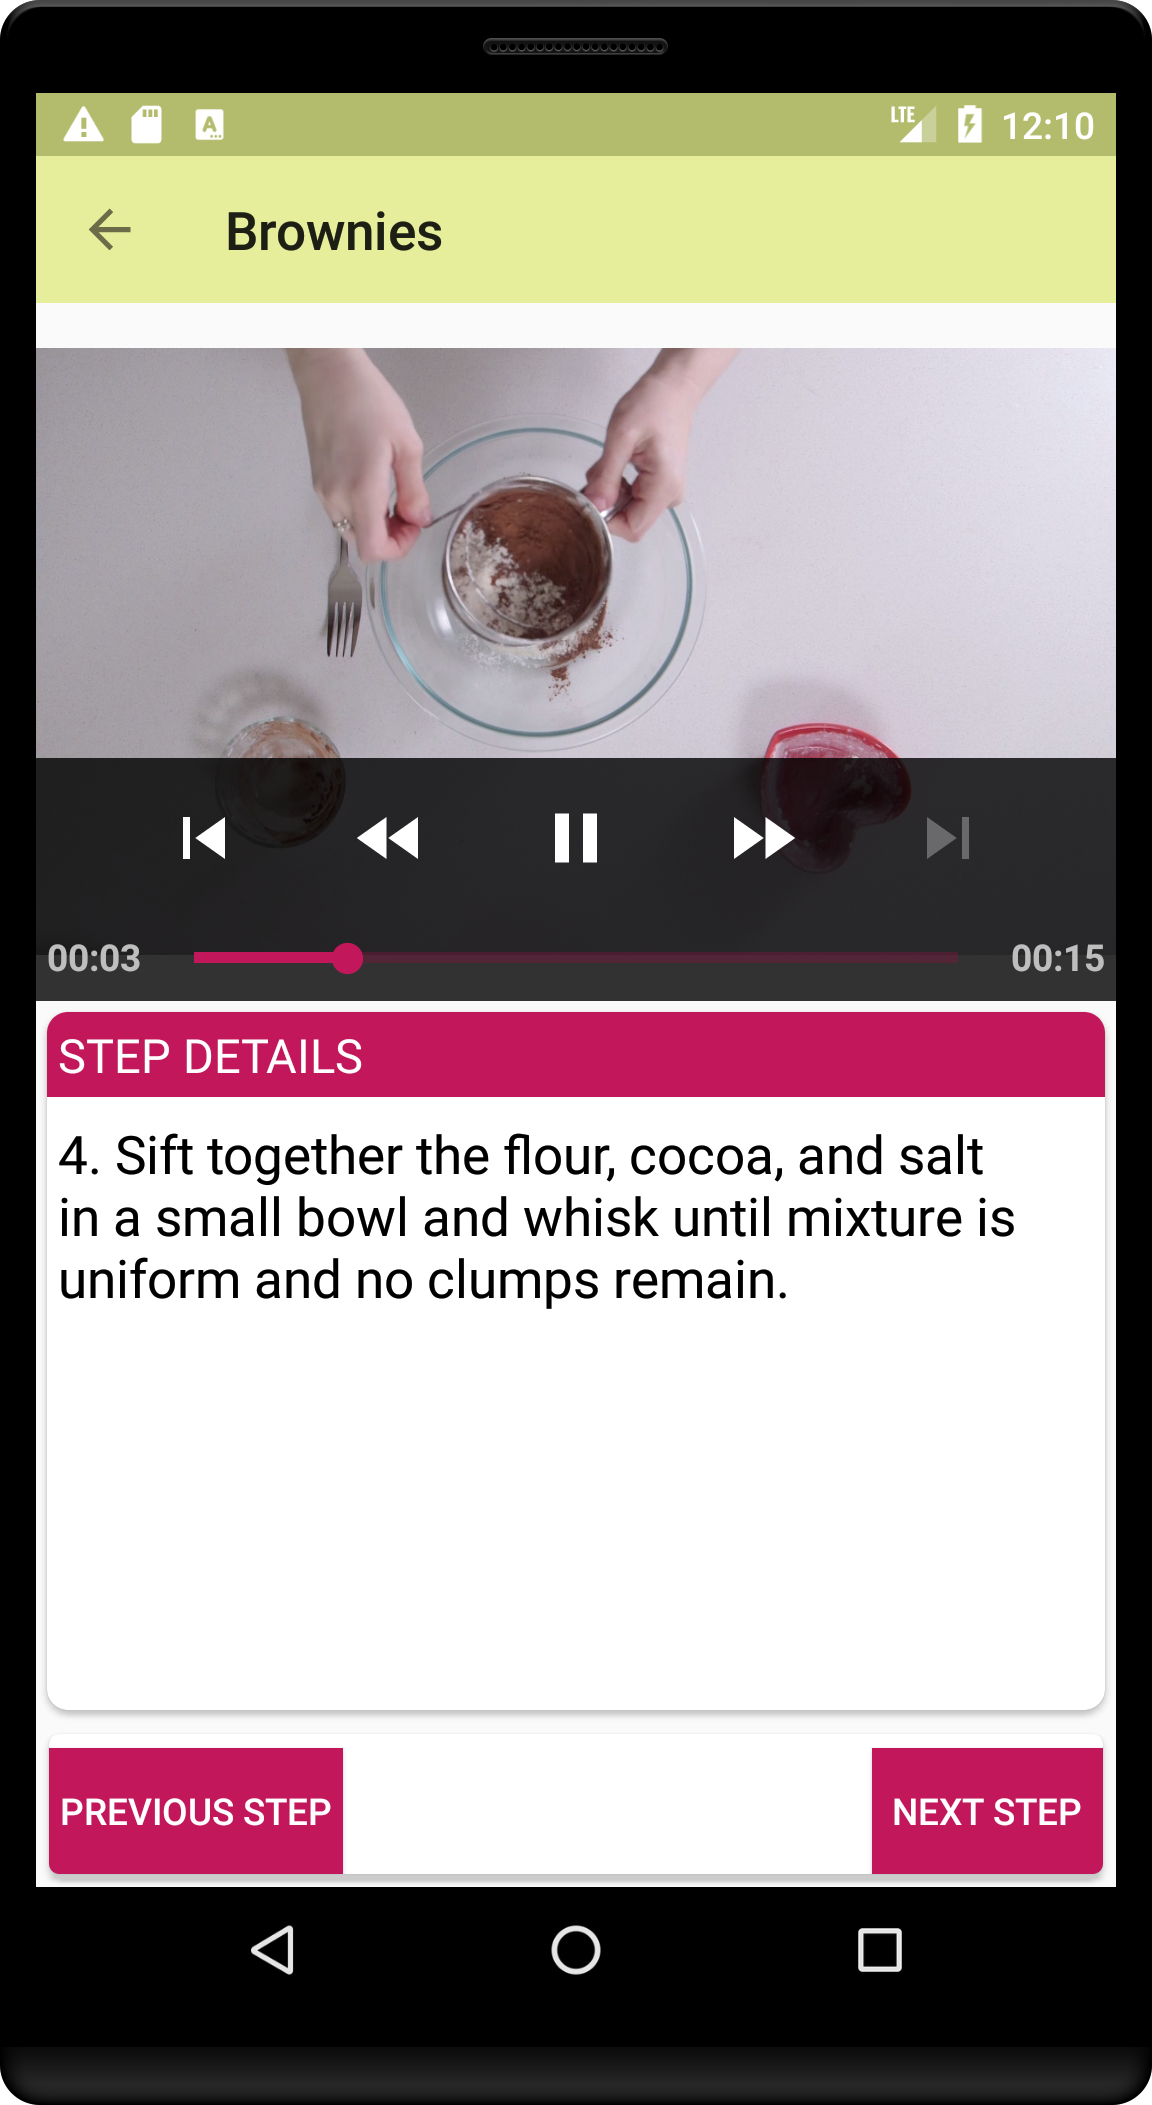 LTE 12:10
Brownies
00:03 00:15
STEP DETAILS
4. Sift together the flour, cocoa, and salt
in a small bowl and whisk until mixture is
uniform and no clumps remain.
PREVIOUS STEP NEXT STEP